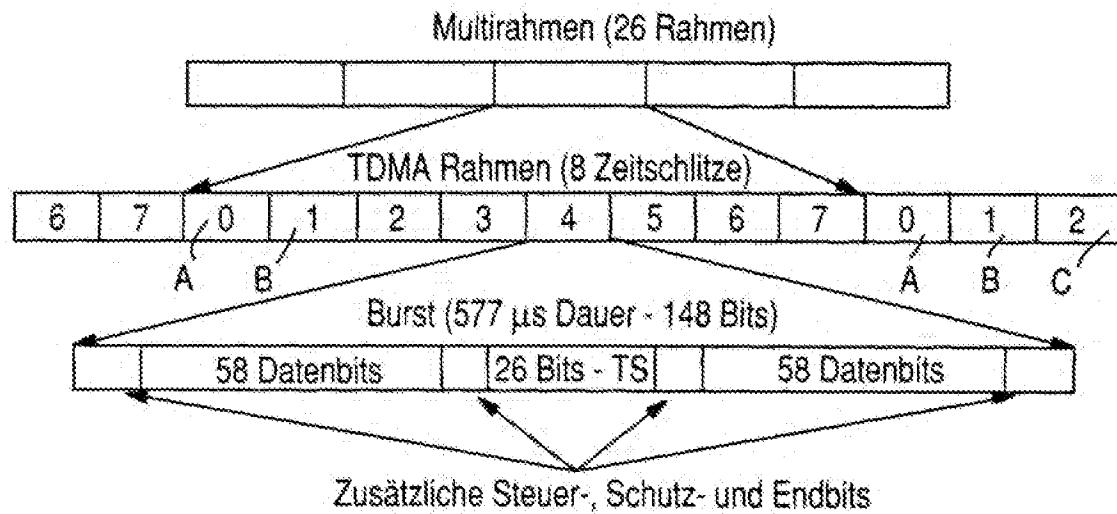 Multirahmen (26 Rahmen)
TDMA Rahmen (8 Zeitschlitze)
6 7 0 1 2 3 4 5 6 7 0 1 2
A B A B C
Burst (577 µs Dauer - 148 Bits)
58 Datenbits 26 Bits - TS 58 Datenbits
Zusätzliche Steuer-, Schutz- und Endbits